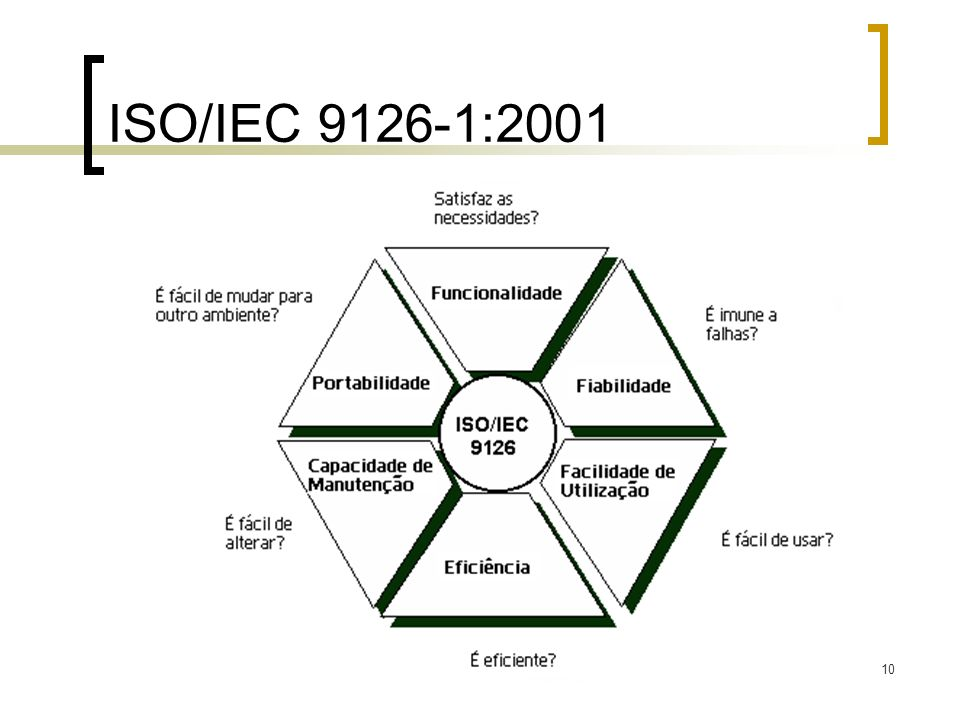 ISO/IEC 9126-1:2001
Satisfaz as
necessidades?
Funcionalidade
É fácil de mudar para
outro ambiente?
É imune a
falhas?
Portabilidade
Fiabilidade
ISO/IEC
9126
Capacidade de
Manutenção
Facilidade de
Utilização
É fácil de
alterar?
É fácil de usar?
Eficiência
É eficiente?
10